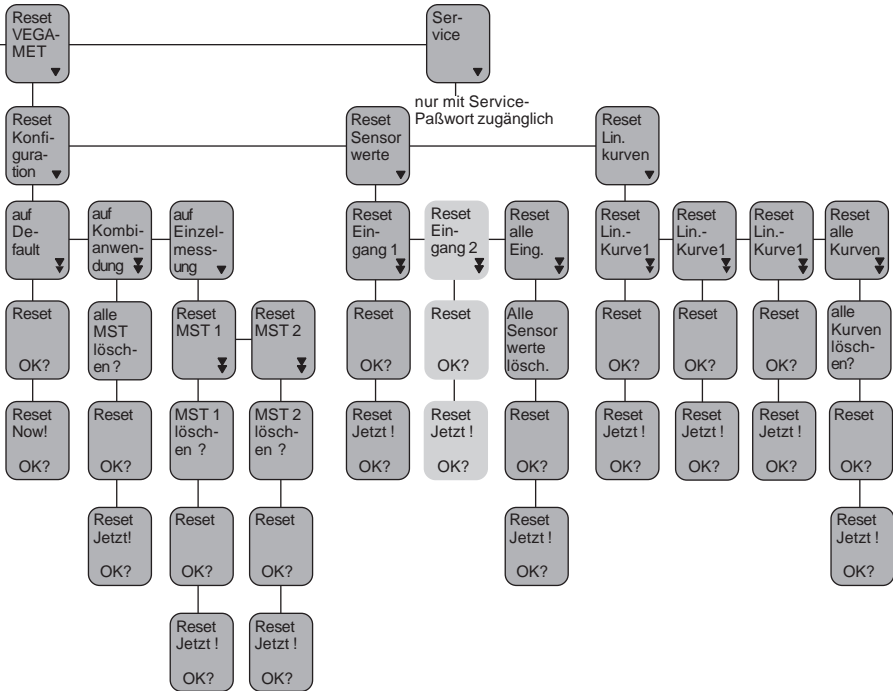 Reset
VEGA-
MET
Ser-
vice
nur mit Service-
Paßwort zugänglich
Reset
Konfi-
gura-
tion
Reset
Sensor
werte
Reset
Lin.
kurven
auf
De-
fault
auf
Kombi-
anwen-
dung
auf
Einzel-
mess-
ung
Reset
Ein-
gang 1
Reset
Ein-
gang 2
Reset
alle
Eing.
Reset
Lin.-
Kurve1
Reset
Lin.-
Kurve1
Reset
Lin.-
Kurve1
Reset
alle
Kurven
Reset
OK?
alle
MST
lösch-
en ?
Reset
MST 1
Reset
MST 2
Reset
OK?
Reset
OK?
Alle
Sensor
werte
lösch.
Reset
OK?
Reset
OK?
Reset
OK?
alle
Kurven
lösch-
en?
Reset
Now!
OK?
Reset
OK?
MST 1
lösch-
en ?
MST 2
lösch-
en ?
Reset
Jetzt !
OK?
Reset
Jetzt !
OK?
Reset
OK?
Reset
Jetzt !
OK?
Reset
Jetzt !
OK?
Reset
Jetzt !
OK?
Reset
OK?
Reset
Jetzt!
OK?
Reset
OK?
Reset
OK?
Reset
Jetzt !
OK?
Reset
Jetzt !
OK?
Reset
Jetzt !
OK?
Reset
Jetzt !
OK?